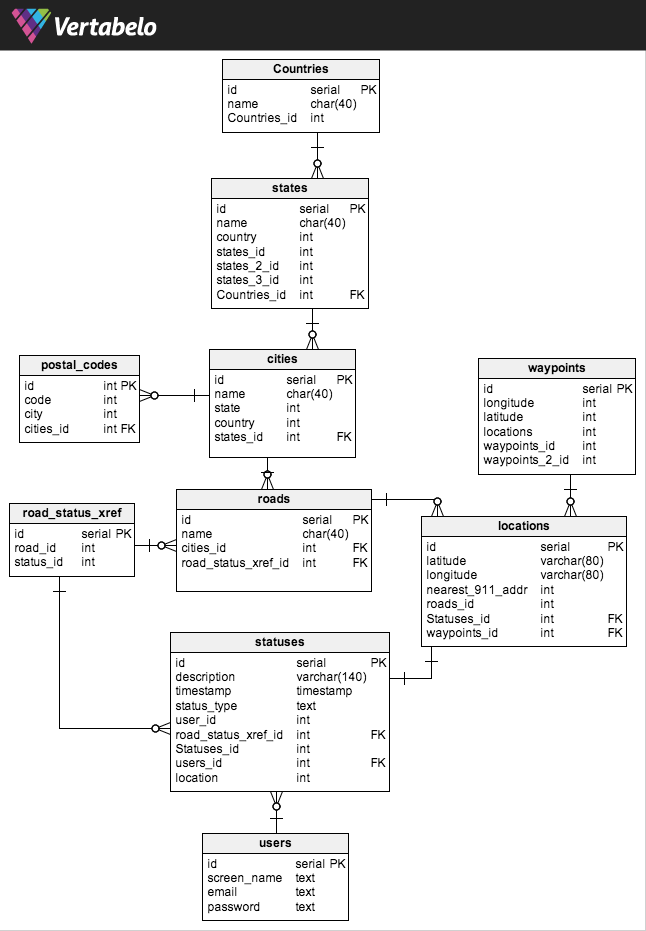 Vertabelo
Countries
id serial PK
name char(40)
Countries_id int
states
id serial PK
name char(40)
country int
states_id int
states_2_id int
states_3_id int
Countries_id int FK
postal_codes
id int PK
code int
city int
cities_id int FK
cities
id serial PK
name char(40)
state int
country int
states_id int FK
waypoints
id serial PK
longitude int
latitude int
locations int
waypoints_id int
waypoints_2_id int
road_status_xref
id serial PK
road_id int
status_id int
roads
id serial PK
name char(40)
cities_id int FK
road_status_xref_id int FK
locations
id serial PK
latitude varchar(80)
longitude varchar(80)
nearest_911_addr int
roads_id int
Statuses_id int FK
waypoints_id int FK
statuses
id serial PK
description varchar(140)
timestamp timestamp
status_type text
user_id int
road_status_xref_id int FK
Statuses_id int
users_id int FK
location int
users
id serial PK
screen_name text
email text
password text